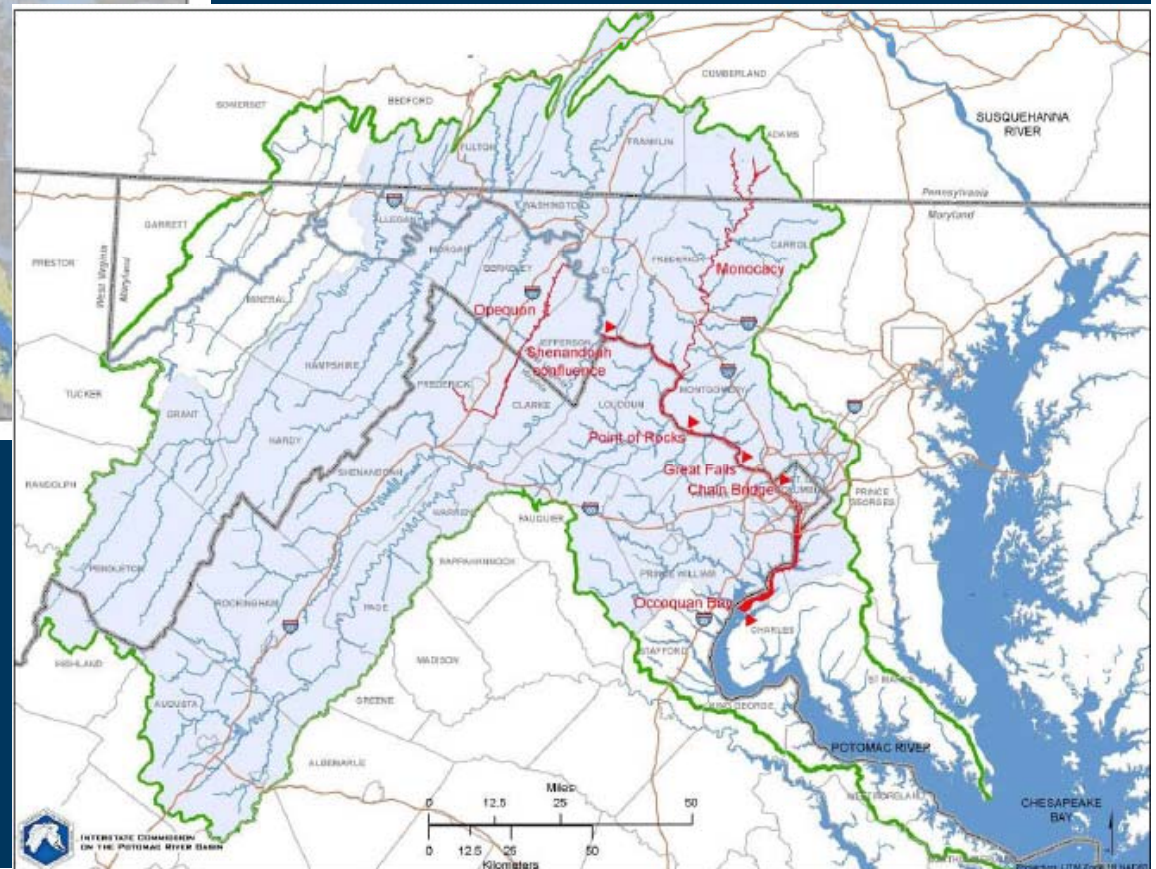 CUMBERLAND
SOMERSET
BEDFORD
SUSQUEHANNA
RIVER
ADAMS
FRANKLIN
FULTON
Pennsylvania
Maryland
WASHINGTON
GARRETT
CARROLL
MORGAN
FREDERICK
PRESTON
West Virginia
Maryland
BERKELEY
Monocacy
MINERAL
Opequon
JEFFERSON
Shenandoah
confluence
HAMPSHIRE
TUCKER
FREDERICK
MONTGOMERY
GRANT
CLARKE
LOUDOUN
HARDY
Point of Rocks
Great Falls
SHENANDOAH
Chain Bridge
RANDOLPH
PRINCE
GEORGES
WARREN
FAUQUIER
RAPPAHANNOCK
PENDLETON
PRINCE WILLIAM
ROCKINGHAM
PAGE
Occoquan Bay
CHARLES
STAFFORD
HIGHLAND
MADISON
ST MARYS
AUGUSTA
GREENE
KING GEORGE
POTOMAC RIVER
ALBEMARLE
Miles
0 12.5 25 50
CHESAPEAKE
BAY
INTERSTATE COMMISSION
ON THE POTOMAC RIVER BASIN
0 12.5 25 50
Kilometers